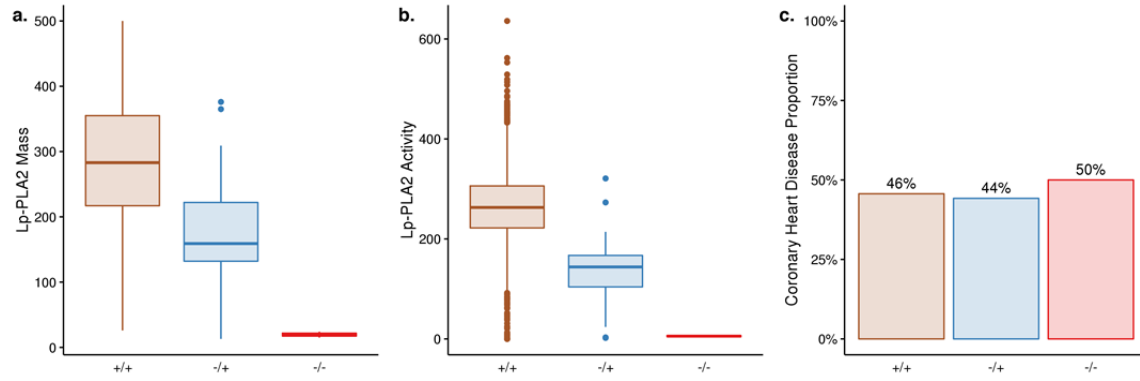 a.
Lp-PLA2 Mass
500
400
300
200
100
0
+/+ -/+ -/-
b.
Lp-PLA2 Activity
600
400
200
0
+/+ -/+ -/-
c.
Coronary Heart Disease Proportion
100%
75%
50%
25%
0%
46% 44% 50%
+/+ -/+ -/-